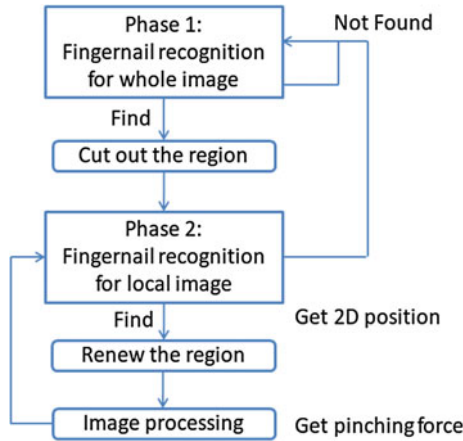 Phase 1:
Fingernail recognition
for whole image
Not Found
Find
Cut out the region
Phase 2:
Fingernail recognition
for local image
Find
Get 2D position
Renew the region
Image processing
Get pinching force